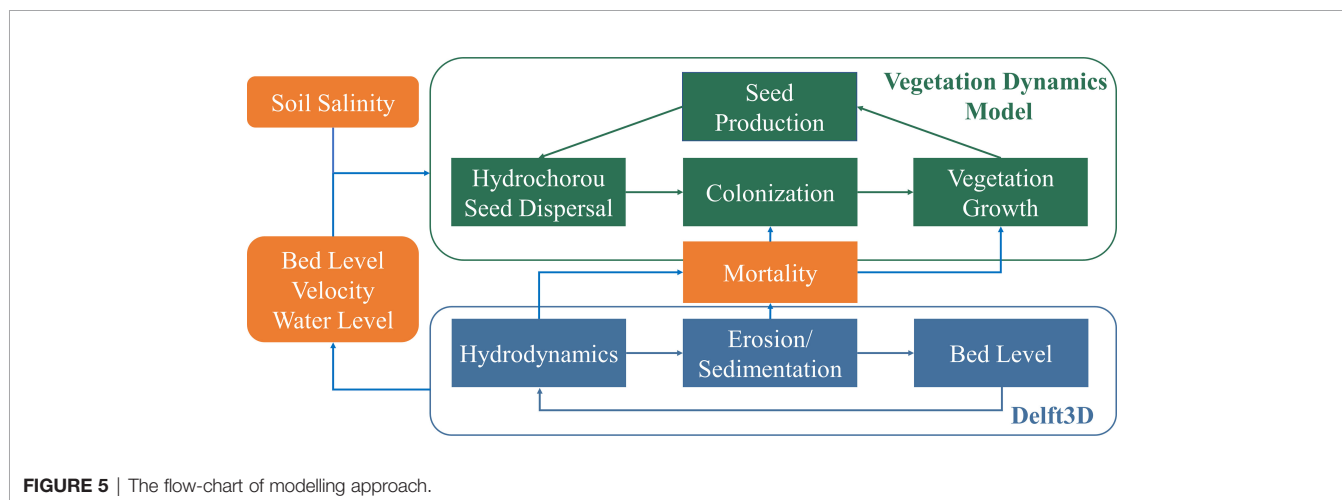 Soil Salinity
Seed
Production
Vegetation Dynamics
Model
Hydrochorou
Seed Dispersal
Colonization
Vegetation
Growth
Bed Level
Velocity
Water Level
Mortality
Hydrodynamics
Erosion/
Sedimentation
Bed Level
Delft3D
FIGURE 5 | The flow-chart of modelling approach.